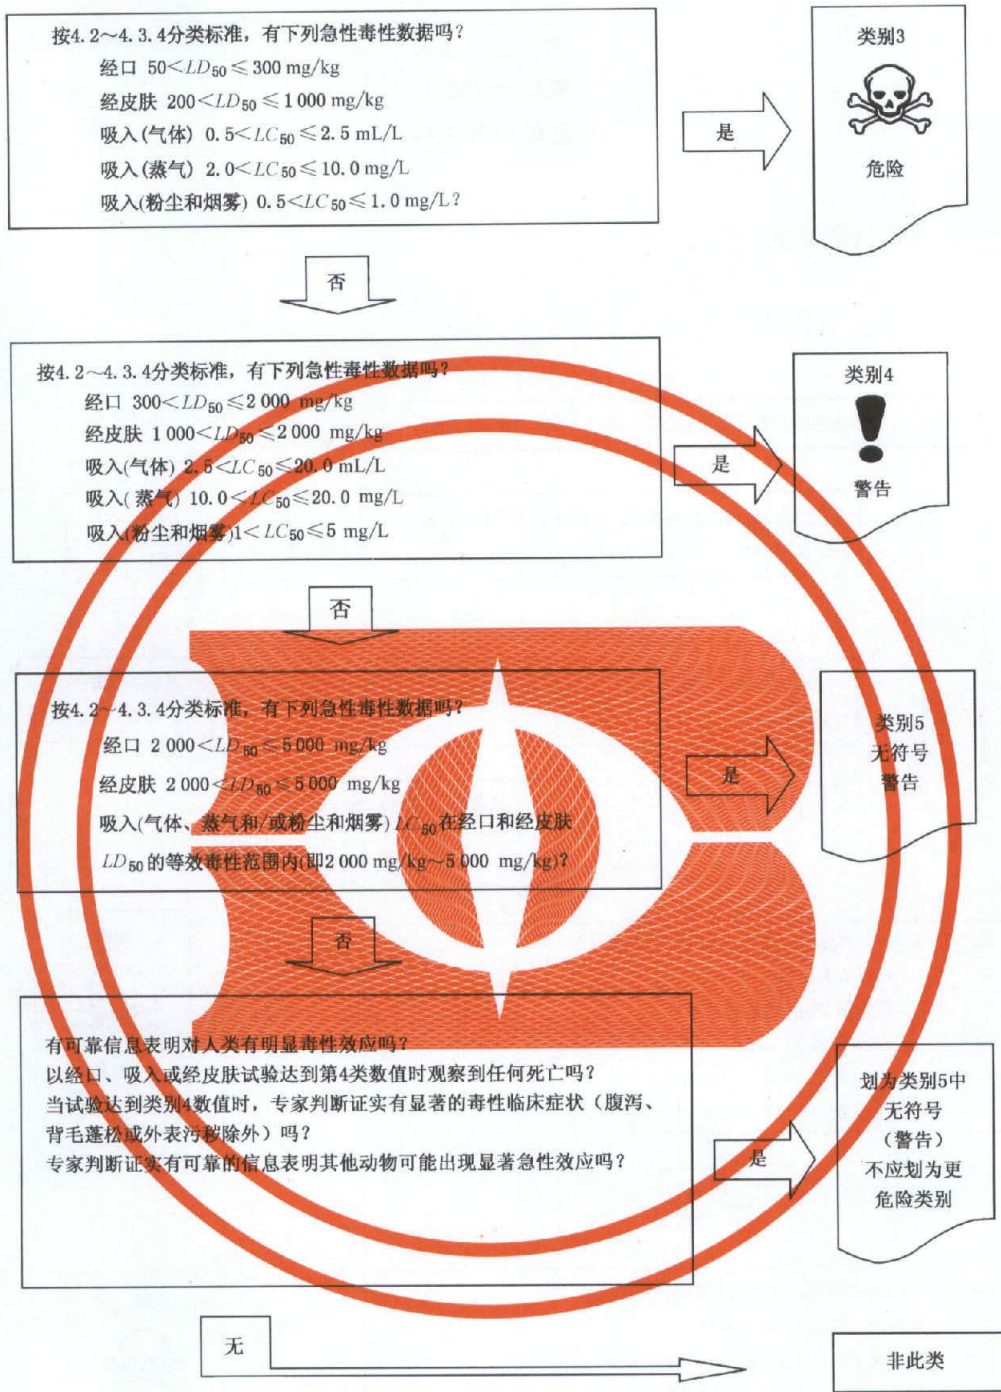 按4.2～4.3.4分类标准，有下列急性毒性数据吗？
经口 50<LD50≤300 mg/kg
经皮肤 200<LD50≤1 000 mg/kg
吸入(气体) 0.5<LC50≤2.5 mL/L
吸入(蒸气) 2.0<LC50≤10.0 mg/L
吸入(粉尘和烟雾) 0.5<LC50≤1.0 mg/L？
是
类别3
危险
否
按4.2～4.3.4分类标准，有下列急性毒性数据吗？
经口 300<LD50≤2 000 mg/kg
经皮肤 1 000<LD50≤2 000 mg/kg
吸入(气体) 2.5<LC50≤20.0 mL/L
吸入(蒸气) 10.0<LC50≤20.0 mg/L
吸入(粉尘和烟雾)1<LC50≤5 mg/L
是
类别4
警告
否
按4.2～4.3.4分类标准，有下列急性毒性数据吗？
经口 2 000<LD50≤5 000 mg/kg
经皮肤 2 000<LD50≤5 000 mg/kg
吸入(气体、蒸气和/或粉尘和烟雾) LC50在经口和经皮肤
LD50的等效毒性范围内(即2 000 mg/kg～5 000 mg/kg)？
是
类别5
无符号
警告
否
有可靠信息表明对人类有明显毒性效应吗？
以经口、吸入或经皮肤试验达到第4类数值时观察到任何死亡吗？
当试验达到类别4数值时，专家判断证实有显著的毒性临床症状（腹泻、
背毛蓬松或外表污秽除外）吗？
专家判断证实有可靠的信息表明其他动物可能出现显著急性效应吗？
是
划为类别5中
无符号
（警告）
不应划为更
危险类别
无
非此类